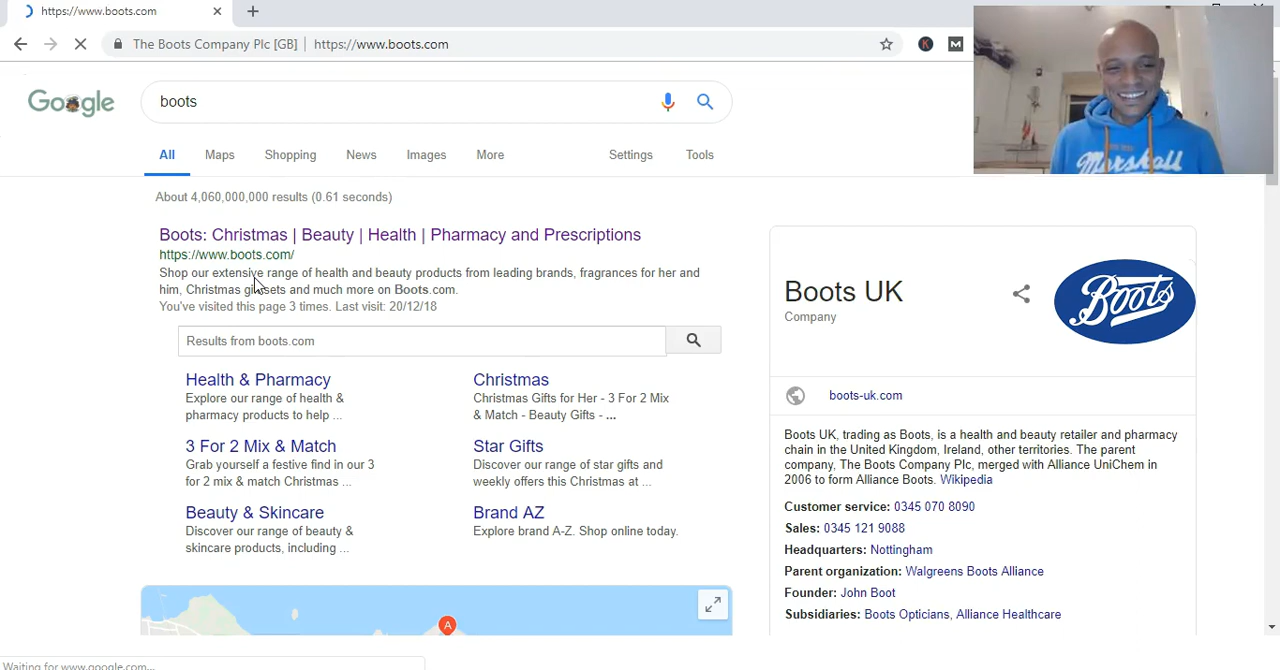 https://www.boots.com
The Boots Company Plc [GB] | https://www.boots.com
K
M
Google
boots
All
Maps
Shopping
News
Images
More
Settings
Tools
Marshall
About 4,060,000,000 results (0.61 seconds)
Boots: Christmas | Beauty | Health | Pharmacy and Prescriptions
https://www.boots.com/
Shop our extensive range of health and beauty products from leading brands, fragrances for her and
him, Christmas gift sets and much more on Boots.com.
You've visited this page 3 times. Last visit: 20/12/18
Results from boots.com
Health & Pharmacy
Explore our range of health &
pharmacy products to help ...
Christmas
Christmas Gifts for Her - 3 For 2 Mix
& Match - Beauty Gifts - ...
3 For 2 Mix & Match
Grab yourself a festive find in our 3
for 2 mix & match Christmas ...
Star Gifts
Discover our range of star gifts and
weekly offers this Christmas at ...
Beauty & Skincare
Discover our range of beauty &
skincare products, including ...
Brand AZ
Explore brand A-Z. Shop online today.
A
Boots UK
Company
Boots
boots-uk.com
Boots UK, trading as Boots, is a health and beauty retailer and pharmacy
chain in the United Kingdom, Ireland, other territories. The parent
company, The Boots Company Plc, merged with Alliance UniChem in
2006 to form Alliance Boots. Wikipedia
Customer service: 0345 070 8090
Sales: 0345 121 9088
Headquarters: Nottingham
Parent organization: Walgreens Boots Alliance
Founder: John Boot
Subsidiaries: Boots Opticians, Alliance Healthcare
Waiting for www.google.com...